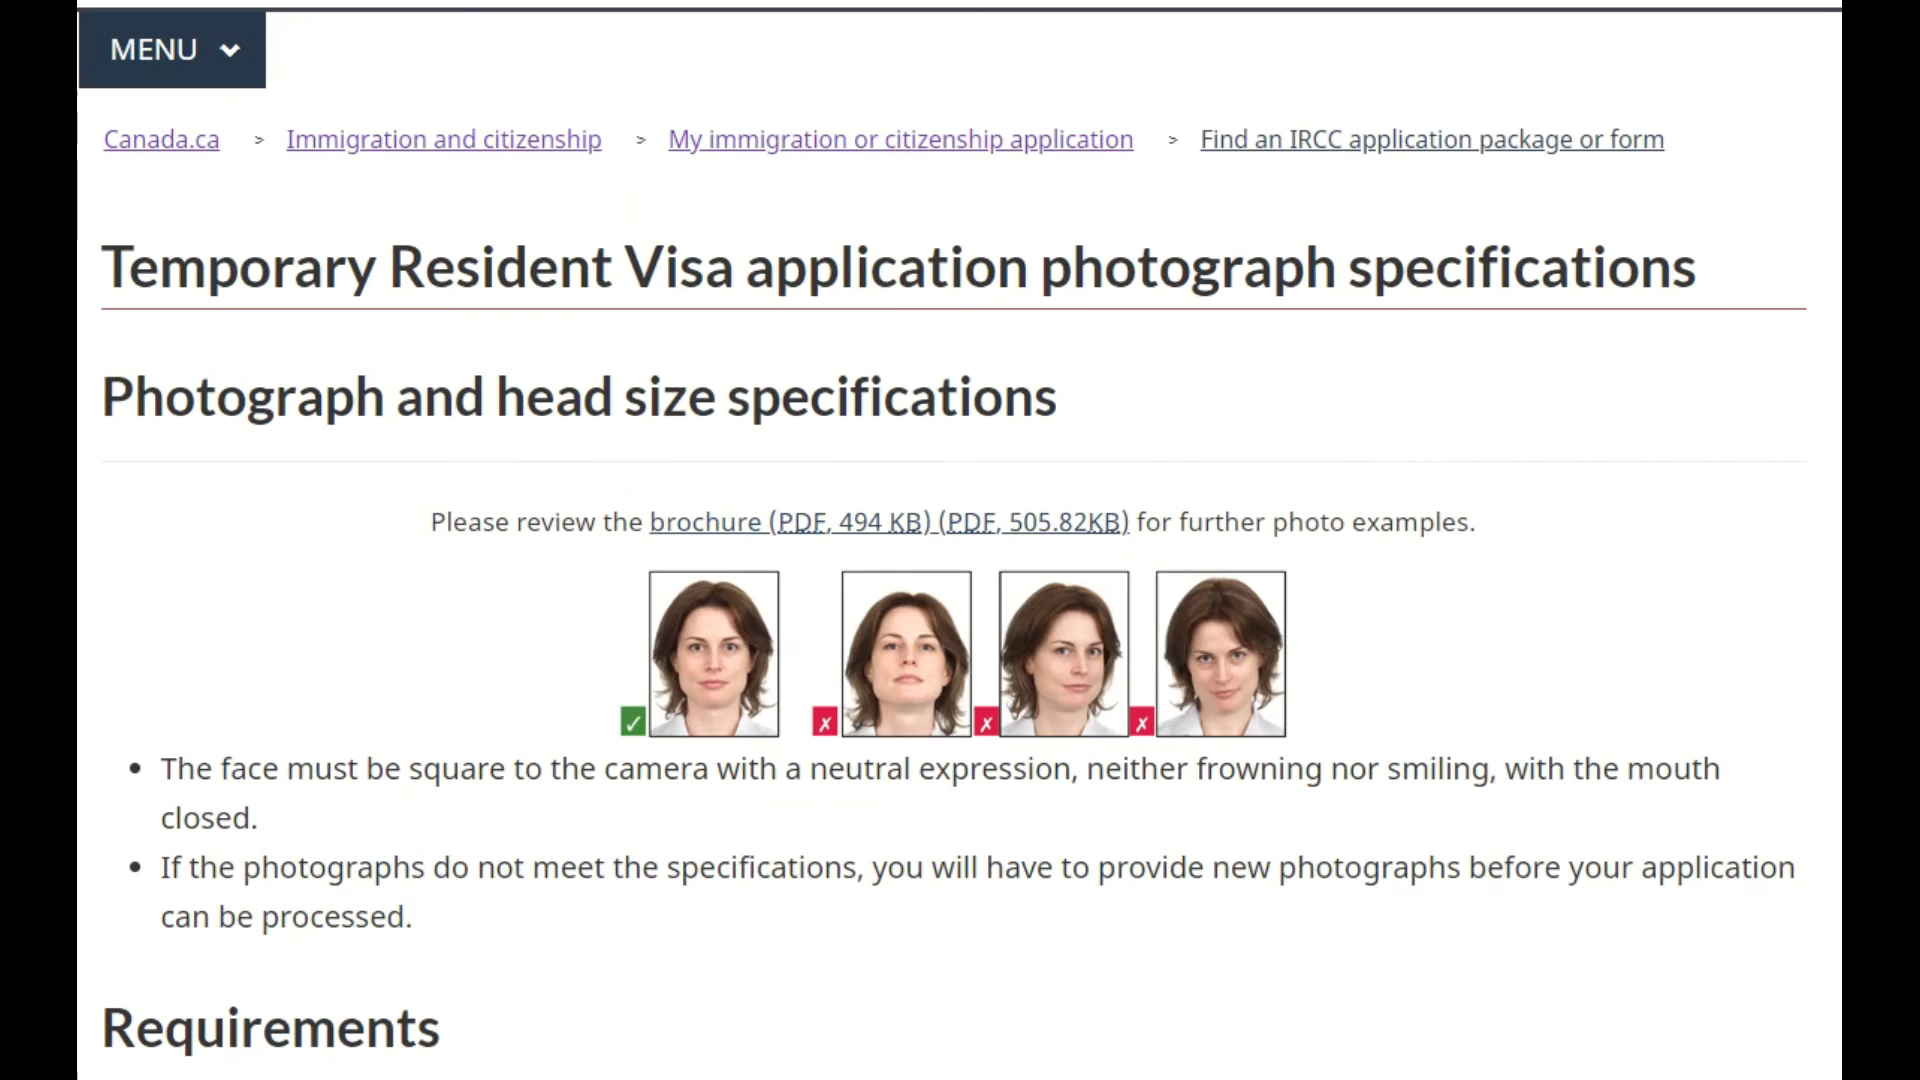 MENU
Canada.ca > Immigration and citizenship > My immigration or citizenship application > Find an IRCC application package or form
Temporary Resident Visa application photograph specifications
Photograph and head size specifications
Please review the brochure (PDF, 494 KB) (PDF, 505.82KB) for further photo examples.
✓ ✗ ✗ ✗
• The face must be square to the camera with a neutral expression, neither frowning nor smiling, with the mouth
closed.
• If the photographs do not meet the specifications, you will have to provide new photographs before your application
can be processed.
Requirements